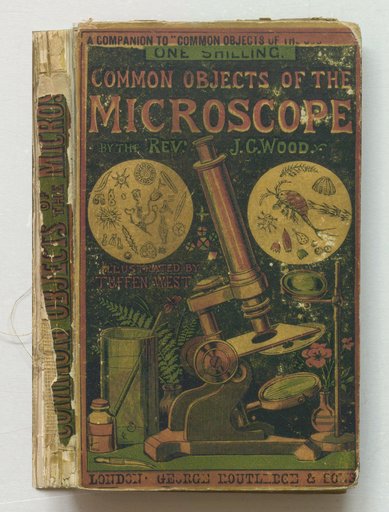 A COMPANION TO "COMMON OBJECTS OF THE
ONE SHILLING.
COMMON OBJECTS OF THE
MICROSCOPE
BY THE REV. J. G. WOOD.
ILLUSTRATED BY
TUFFEN WEST
LONDON · GEORGE ROUTLEDGE & SONS
COMMON OBJECTS OF THE MICROS